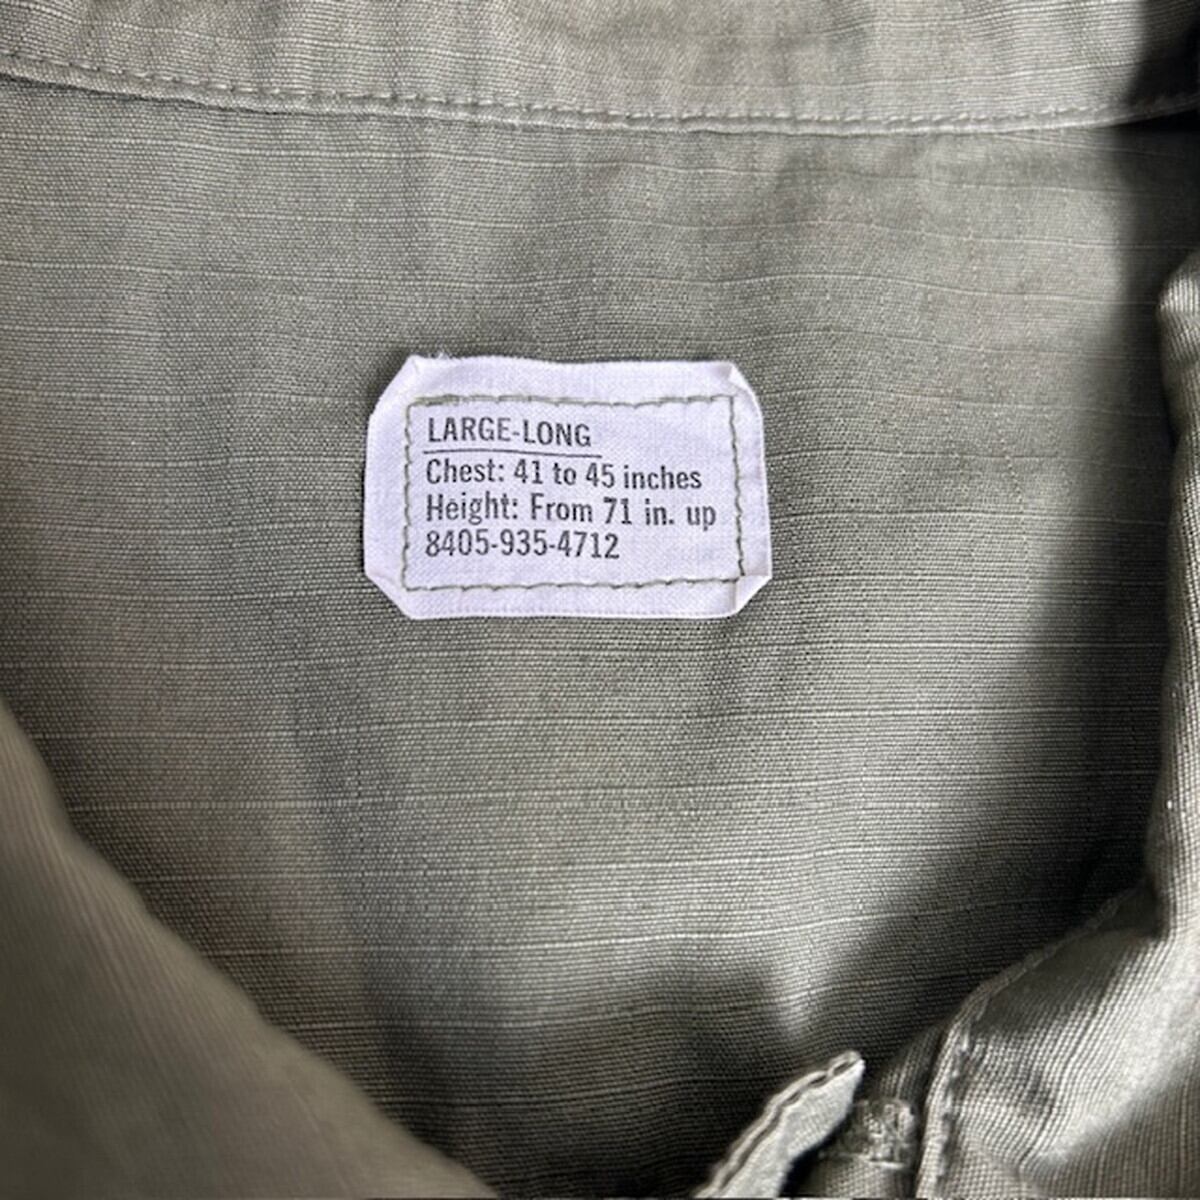 LARGE-LONG
Chest: 41 to 45 inches
Height: From 71 in. up
8405-935-4712